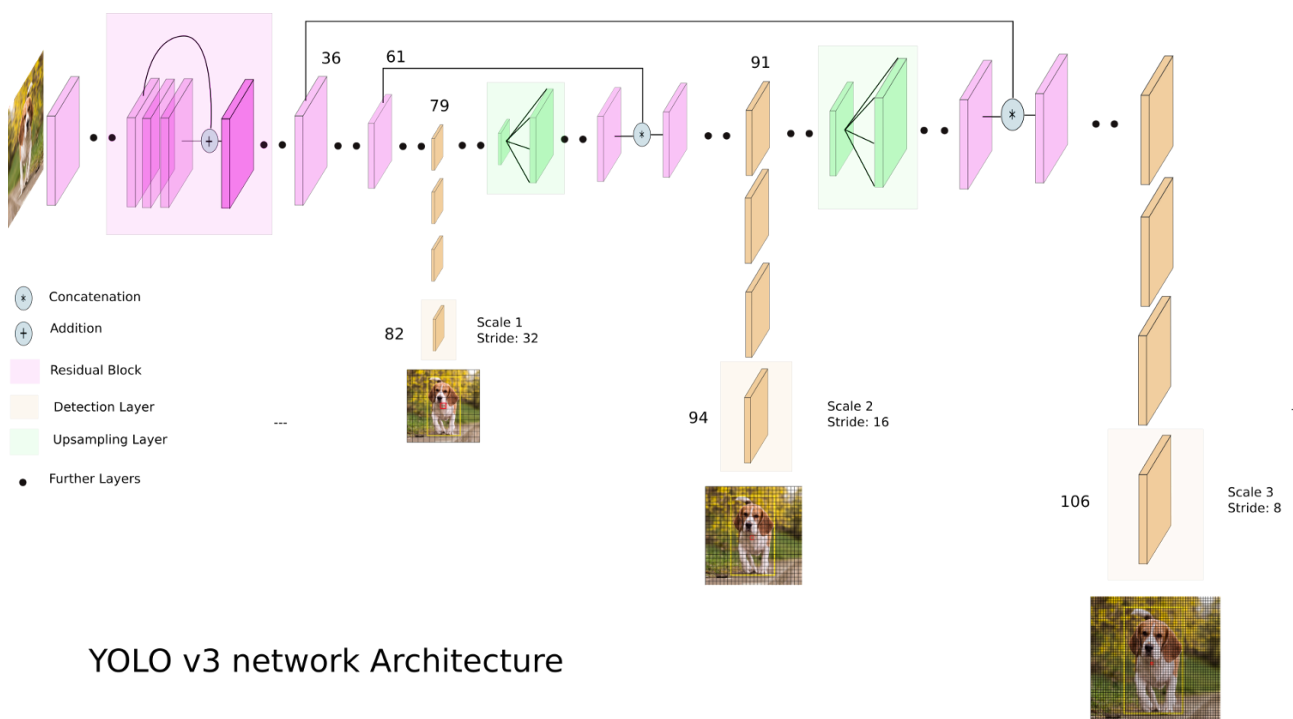 36
61
91
79
*
*
+
* Concatenation
+ Addition
Residual Block
Detection Layer
Upsampling Layer
Further Layers
---
82
Scale 1
Stride: 32
94
Scale 2
Stride: 16
106
Scale 3
Stride: 8
YOLO v3 network Architecture